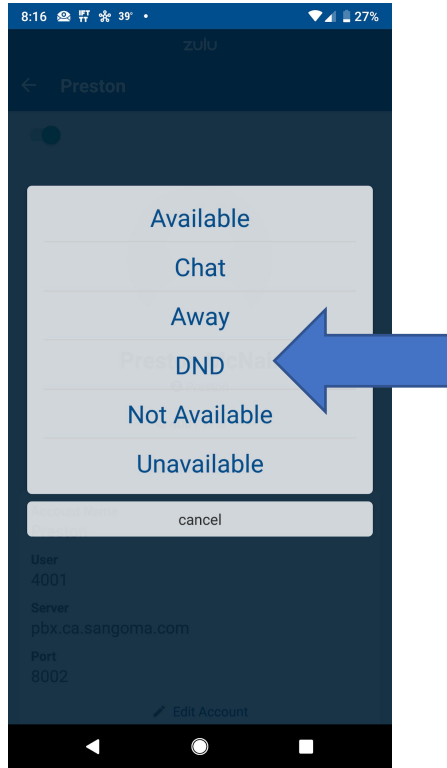 8:16 IFT 39° 27%
zulu
Preston
Available
Chat
Away
DND
Not Available
Unavailable
cancel
User
4001
Server
pbx.ca.sangoma.com
Port
8002
Edit Account